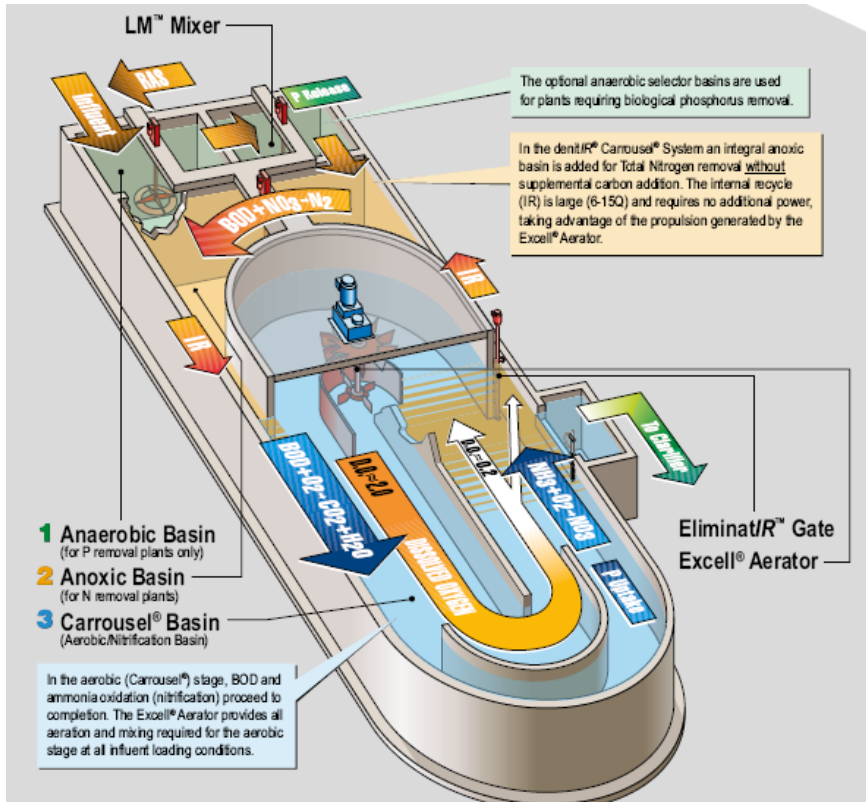 LM™ Mixer
RAS
Influent
P Release
The optional anaerobic selector basins are used
for plants requiring biological phosphorus removal.
In the denitIR® Carrousel® System an integral anoxic
basin is added for Total Nitrogen removal without
supplemental carbon addition. The internal recycle
(IR) is large (6-15Q) and requires no additional power,
taking advantage of the propulsion generated by the
Excell® Aerator.
BOD+NO3-N2
IR
IR
To Clarifier
BOD+O2-CO2+H2O
D.O.≈2.0
DISSOLVED OXYGEN
D.O.≈0.2
NH3+O2-NO3
P Uptake
EliminatIR™ Gate
Excell® Aerator
1 Anaerobic Basin
(for P removal plants only)
2 Anoxic Basin
(for N removal plants)
3 Carrousel® Basin
(Aerobic/Nitrification Basin)
In the aerobic (Carrousel®) stage, BOD and
ammonia oxidation (nitrification) proceed to
completion. The Excell® Aerator provides all
aeration and mixing required for the aerobic
stage at all influent loading conditions.